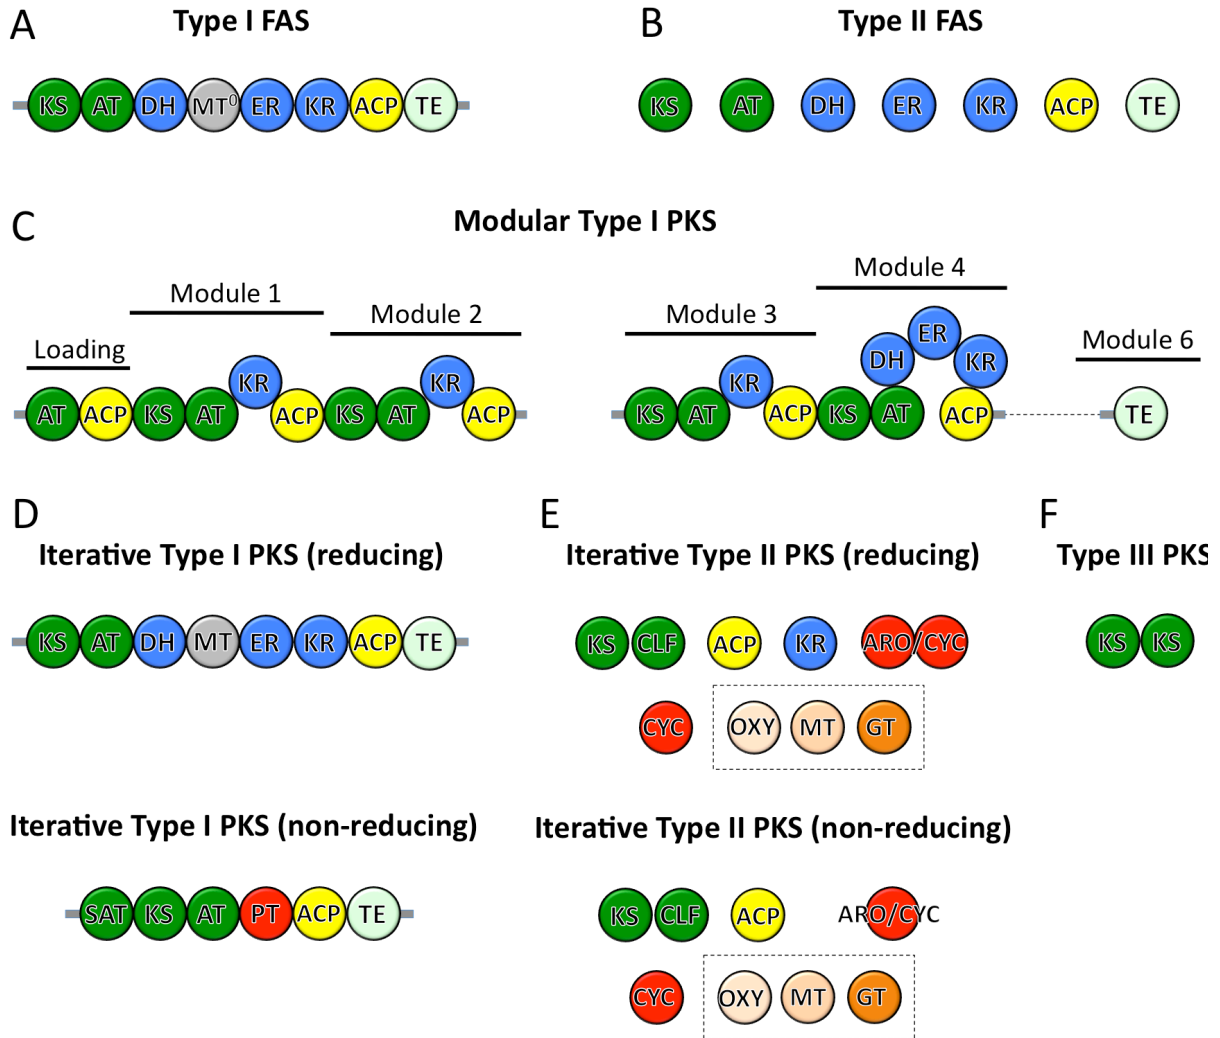 A
Type I FAS
KS AT DH MT⁰ ER KR ACP TE
B
Type II FAS
KS AT DH ER KR ACP TE
C
Modular Type I PKS
Loading
Module 1
Module 2
AT ACP KS AT KR ACP KS AT KR ACP
Module 3
Module 4
Module 6
KS AT KR ACP KS AT DH ER KR ACP TE
D
Iterative Type I PKS (reducing)
KS AT DH MT ER KR ACP TE
Iterative Type I PKS (non-reducing)
SAT KS AT PT ACP TE
E
Iterative Type II PKS (reducing)
KS CLF ACP KR ARO/CYC
CYC OXY MT GT
Iterative Type II PKS (non-reducing)
KS CLF ACP ARO/CYC
CYC OXY MT GT
F
Type III PKS
KS KS